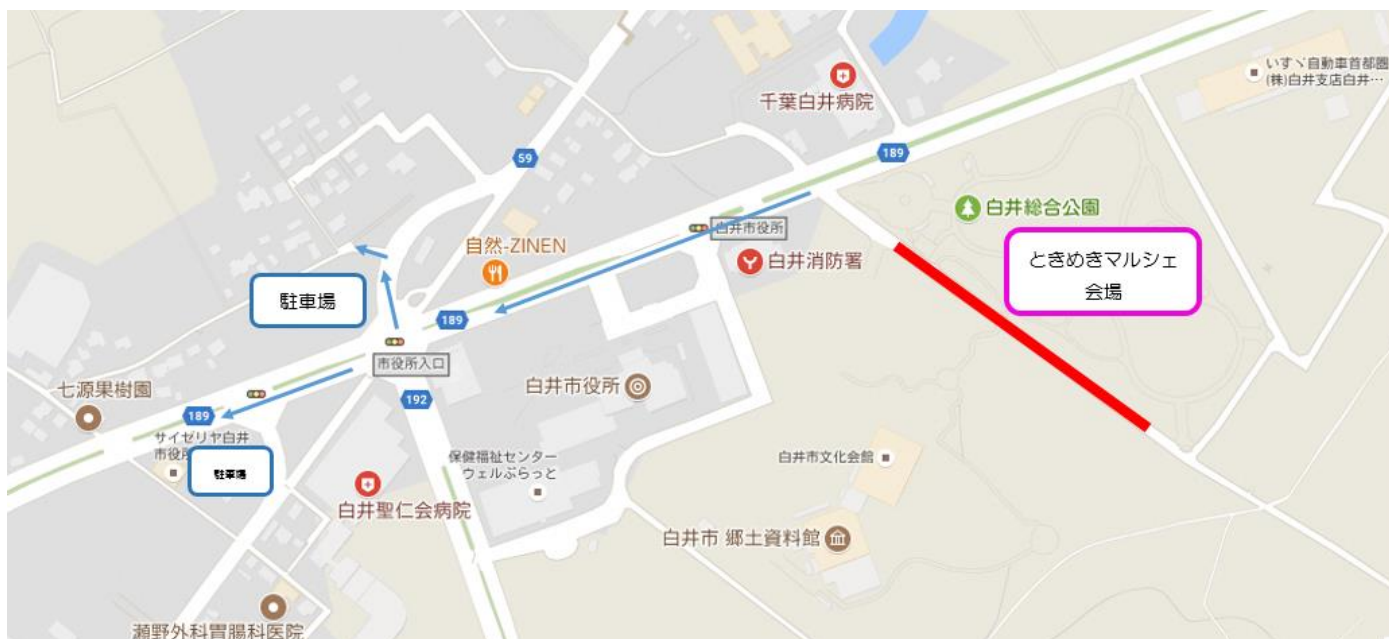 いすゞ自動車首都圏
(株)白井支店白井…
千葉白井病院
59
189
白井総合公園
白井市役所
自然-ZINEN
白井消防署
ときめきマルシェ
会場
駐車場
189
市役所入口
七源果樹園
白井市役所
192
189
サイゼリヤ白井
市役
駐車場
保健福祉センター
ウェルぷらっと
白井市文化会館
白井聖仁会病院
白井市 郷土資料館
瀬野外科胃腸科医院